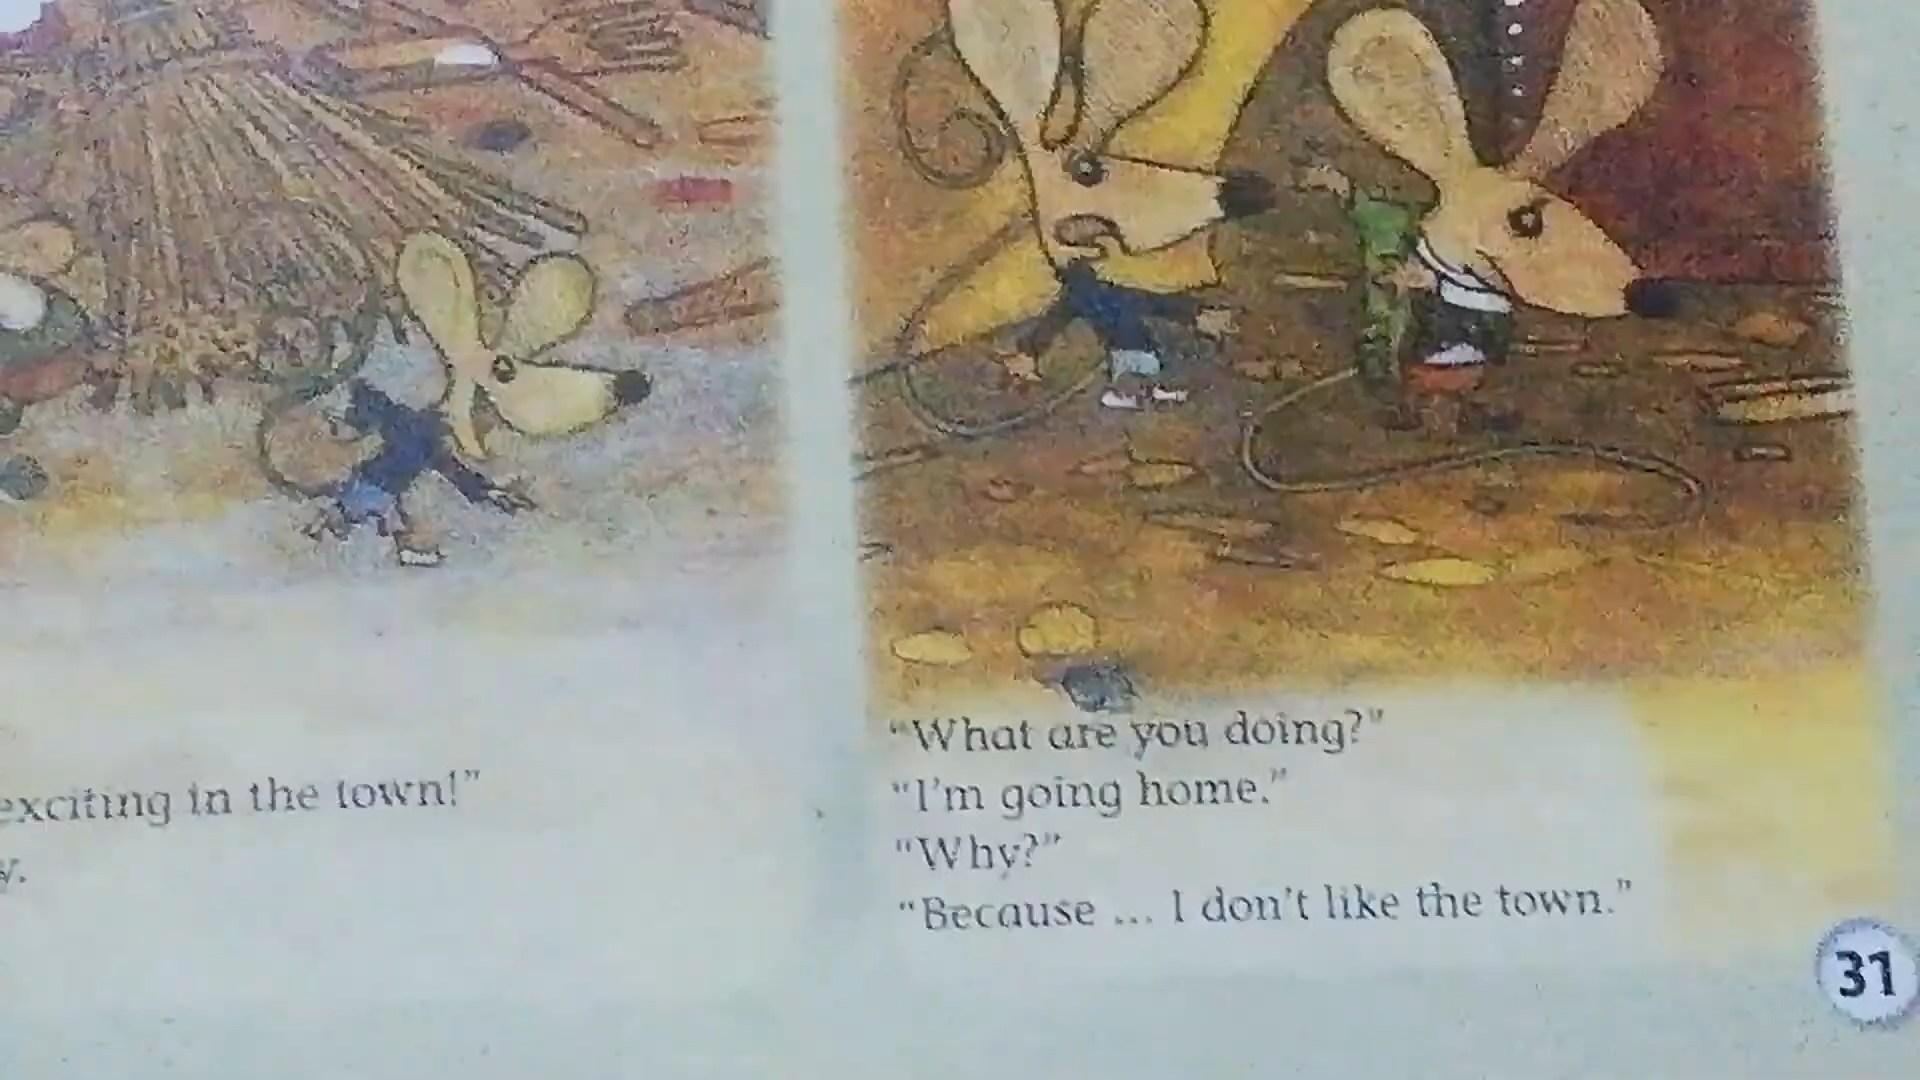 exciting in the town!”
y.
“What are you doing?”
“I’m going home.”
“Why?”
“Because ... I don’t like the town.”
31